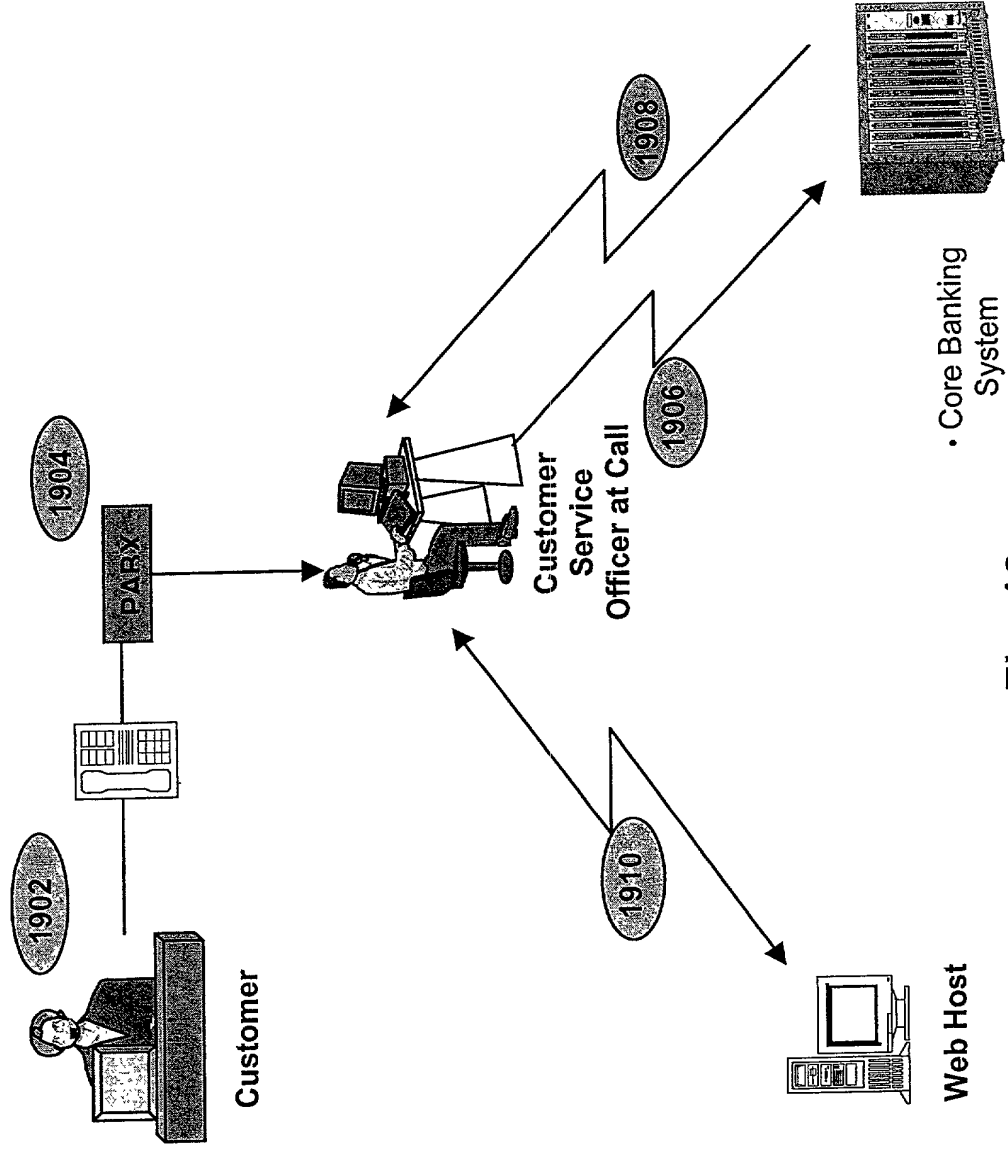 1902
1904
PABX
Customer
Customer
Service
Officer at Call
1908
1906
1910
Web Host
• Core Banking
System